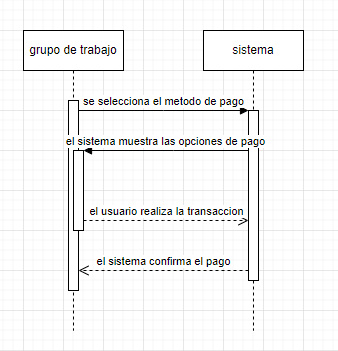 grupo de trabajo
sistema
se selecciona el metodo de pago
el sistema muestra las opciones de pago
el usuario realiza la transaccion
el sistema confirma el pago